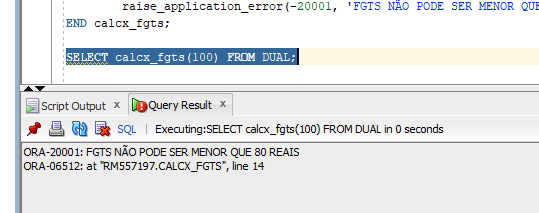 raise_application_error(-20001, 'FGTS NÃO PODE SER MENOR QUE
END calcx_fgts;
SELECT calcx_fgts(100) FROM DUAL;
Script Output x Query Result x
SQL | Executing:SELECT calcx_fgts(100) FROM DUAL in 0 seconds
ORA-20001: FGTS NÃO PODE SER MENOR QUE 80 REAIS
ORA-06512: at "RM557197.CALCX_FGTS", line 14